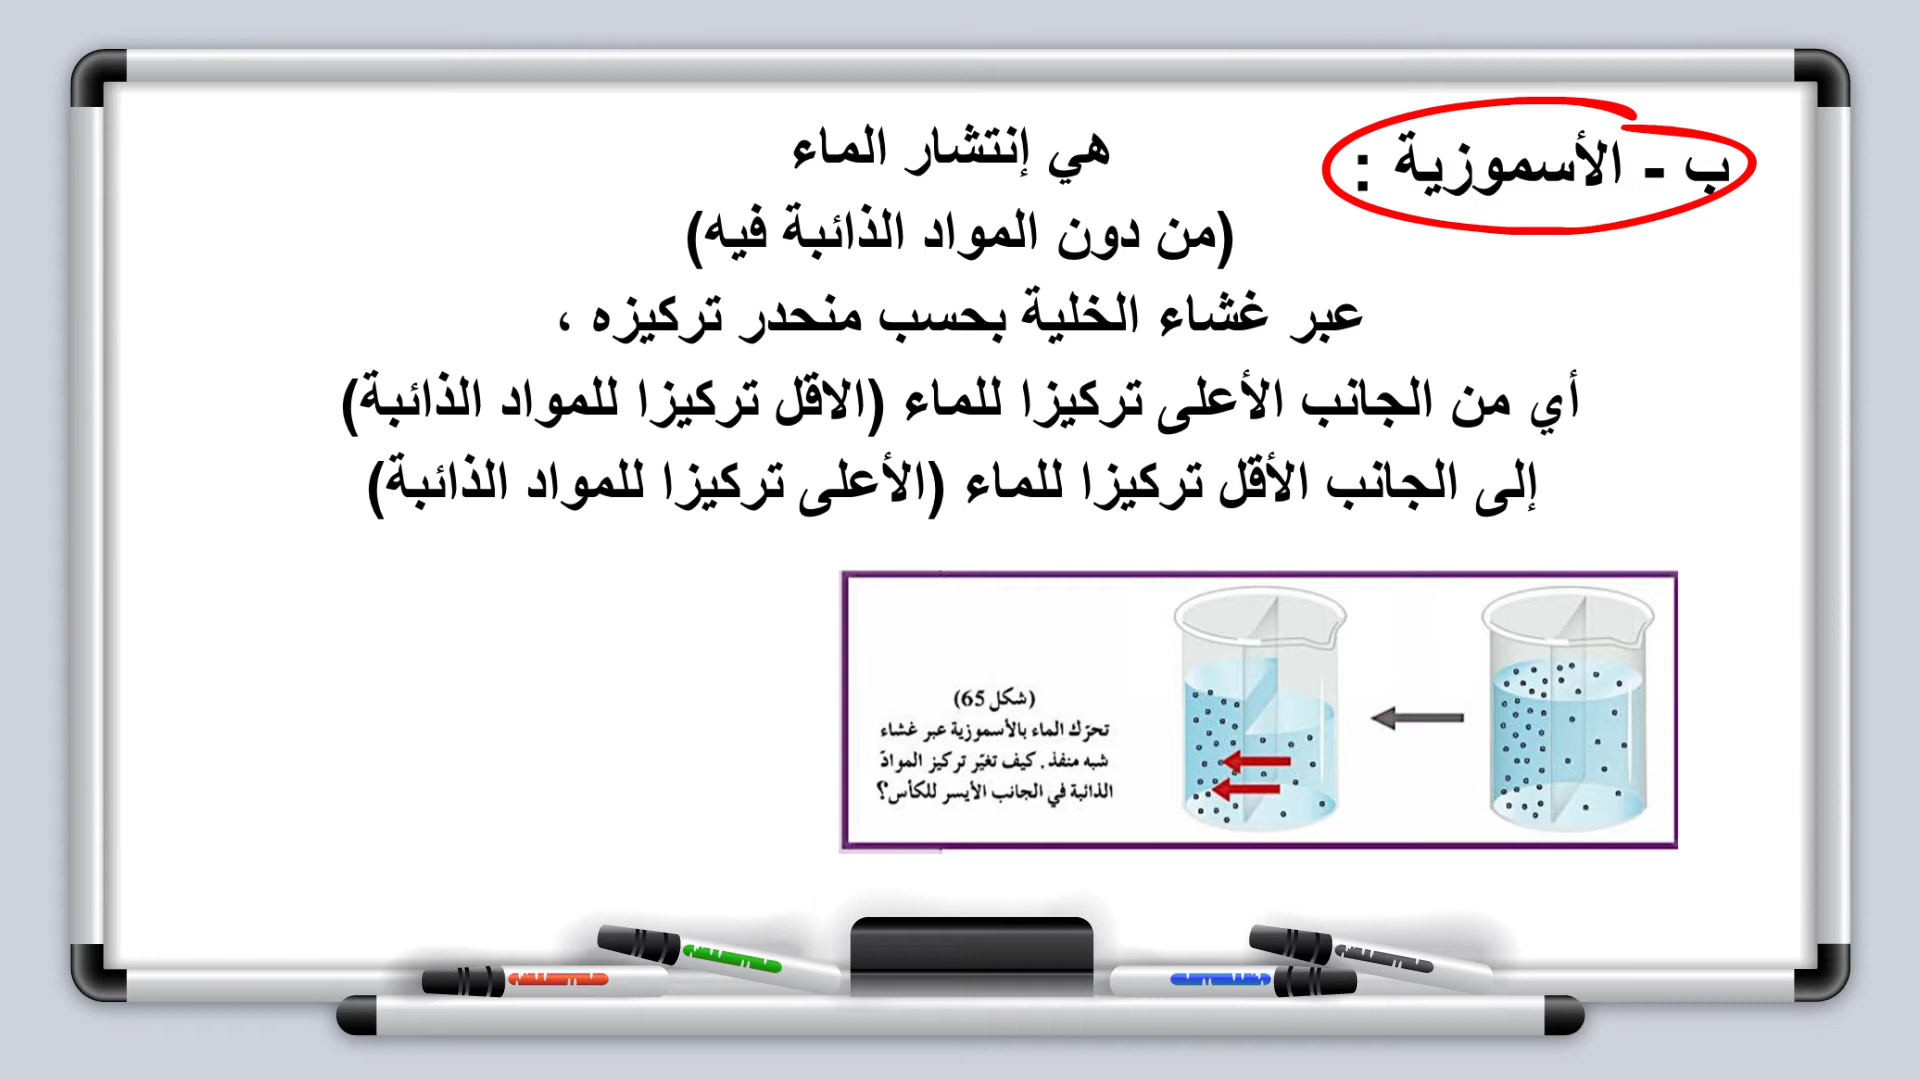 ب - الأسموزية :
هي إنتشار الماء
(من دون المواد الذائبة فيه)
عبر غشاء الخلية بحسب منحدر تركيزه ،
أي من الجانب الأعلى تركيزا للماء (الاقل تركيزا للمواد الذائبة)
إلى الجانب الأقل تركيزا للماء (الأعلى تركيزا للمواد الذائبة)
(شكل 65)
تحرّك الماء بالأسموزية عبر غشاء
شبه منفذ. كيف تغيّر تركيز الموادّ
الذائبة في الجانب الأيسر للكأس؟